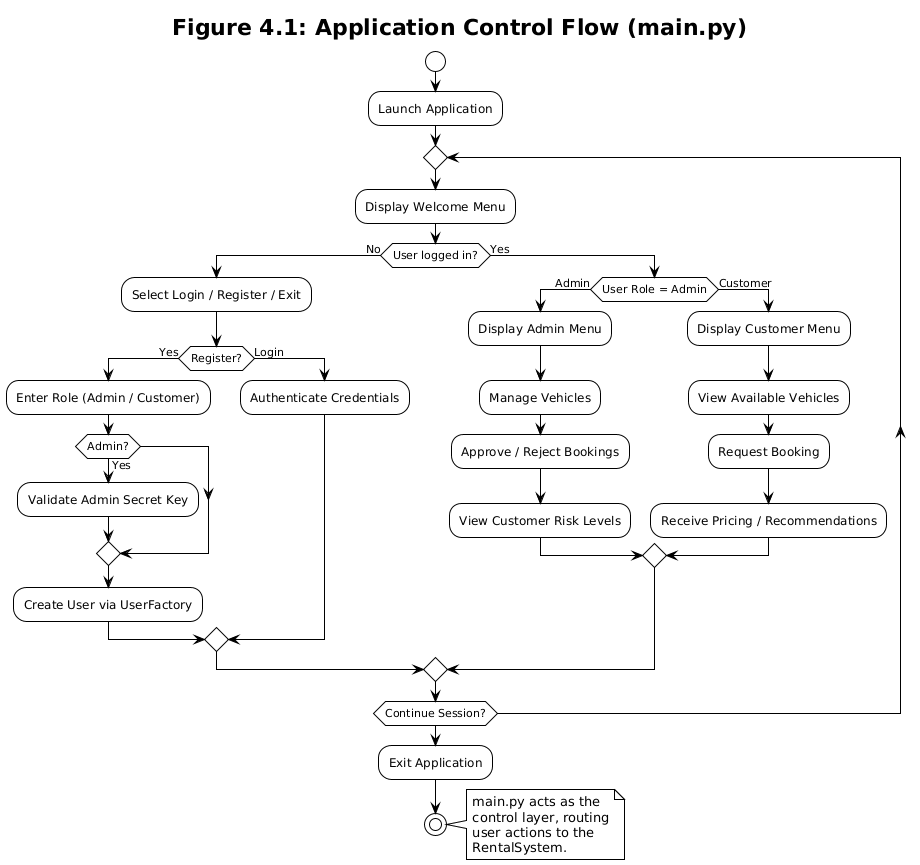 Figure 4.1: Application Control Flow (main.py)
Launch Application
Display Welcome Menu
User logged in?
No
Yes
Select Login / Register / Exit
Register?
Yes
Login
Enter Role (Admin / Customer)
Admin?
Yes
Validate Admin Secret Key
Create User via UserFactory
Authenticate Credentials
User Role = Admin
Admin
Customer
Display Admin Menu
Manage Vehicles
Approve / Reject Bookings
View Customer Risk Levels
Display Customer Menu
View Available Vehicles
Request Booking
Receive Pricing / Recommendations
Continue Session?
Exit Application
main.py acts as the
control layer, routing
user actions to the
RentalSystem.